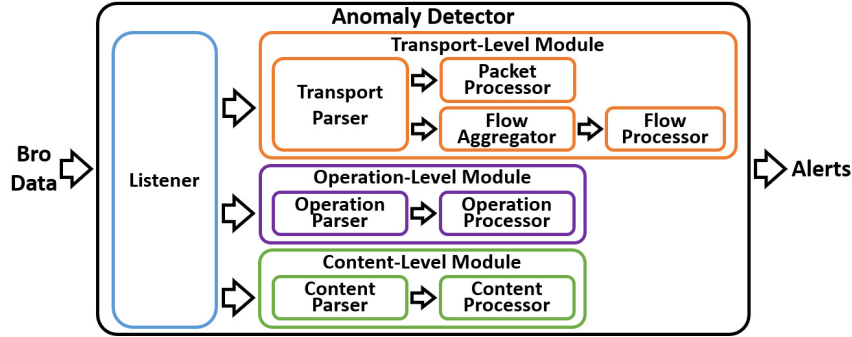 Anomaly Detector
Transport-Level Module
Transport
Parser
Packet
Processor
Flow
Aggregator
Flow
Processor
Bro
Data
Listener
Alerts
Operation-Level Module
Operation
Parser
Operation
Processor
Content-Level Module
Content
Parser
Content
Processor